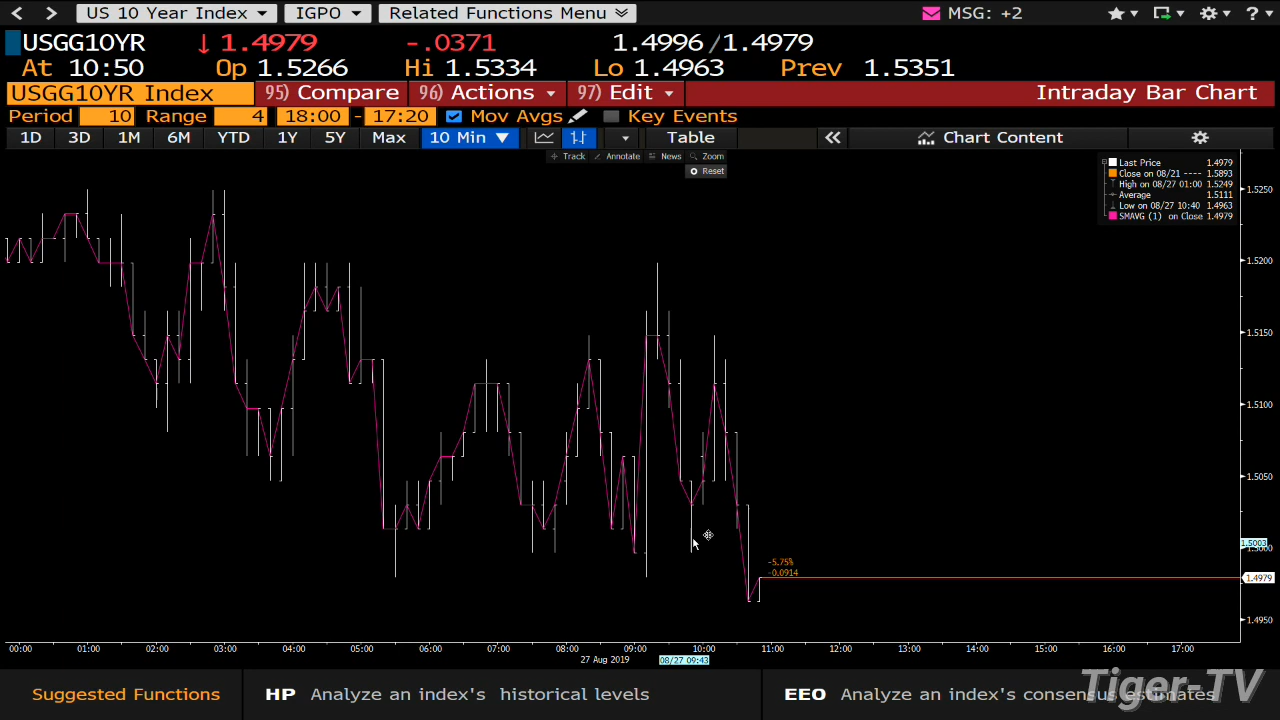 US 10 Year Index IGPO Related Functions Menu MSG: +2 ?
USGG10YR ↓ 1.4979 -.0371 1.4996/1.4979
At 10:50 Op 1.5266 Hi 1.5334 Lo 1.4963 Prev 1.5351
USGG10YR Index 95) Compare 96) Actions 97) Edit Intraday Bar Chart
Period 10 Range 4 18:00 - 17:20 Mov Avgs Key Events
1D 3D 1M 6M YTD 1Y 5Y Max 10 Min ▼ Table « Chart Content
Track Annotate News Zoom
Reset
Last Price 1.4979
Close on 08/21 ---- 1.5893
High on 08/27 01:00 1.5249
Average 1.5111
Low on 08/27 10:40 1.4963
SMAVG (1) on Close 1.4979
1.5250
1.5200
1.5150
1.5100
1.5050
1.5003
1.5000
-5.75%
-0.0914
1.4979
1.4950
00:00 01:00 02:00 03:00 04:00 05:00 06:00 07:00 08:00 09:00 10:00 11:00 12:00 13:00 14:00 15:00 16:00 17:00
27 Aug 2019 08/27 09:43
Suggested Functions HP Analyze an index's historical levels EEO Analyze an index's consensus estimates
Tiger-TV